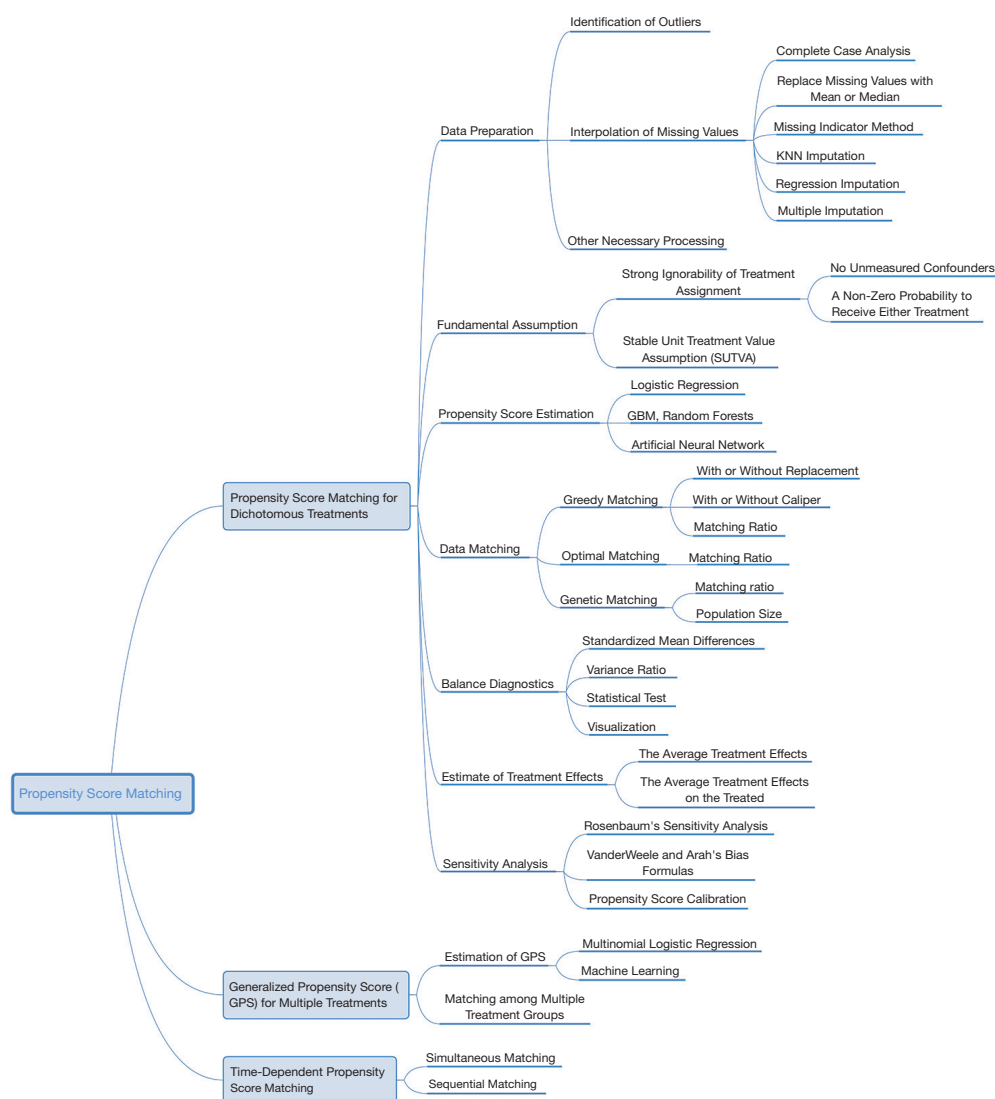 Identification of Outliers
Complete Case Analysis
Replace Missing Values with
Mean or Median
Data Preparation
Interpolation of Missing Values
Missing Indicator Method
KNN Imputation
Regression Imputation
Multiple Imputation
Other Necessary Processing
Strong Ignorability of Treatment
Assignment
No Unmeasured Confounders
A Non-Zero Probability to
Receive Either Treatment
Fundamental Assumption
Stable Unit Treatment Value
Assumption (SUTVA)
Logistic Regression
Propensity Score Estimation
GBM, Random Forests
Artificial Neural Network
Propensity Score Matching for
Dichotomous Treatments
With or Without Replacement
Greedy Matching
With or Without Caliper
Matching Ratio
Data Matching
Optimal Matching
Matching Ratio
Genetic Matching
Matching ratio
Population Size
Standardized Mean Differences
Variance Ratio
Balance Diagnostics
Statistical Test
Visualization
The Average Treatment Effects
Estimate of Treatment Effects
The Average Treatment Effects
on the Treated
Propensity Score Matching
Rosenbaum's Sensitivity Analysis
Sensitivity Analysis
VanderWeele and Arah's Bias
Formulas
Propensity Score Calibration
Estimation of GPS
Multinomial Logistic Regression
Machine Learning
Generalized Propensity Score (
GPS) for Multiple Treatments
Matching among Multiple
Treatment Groups
Time-Dependent Propensity
Score Matching
Simultaneous Matching
Sequential Matching